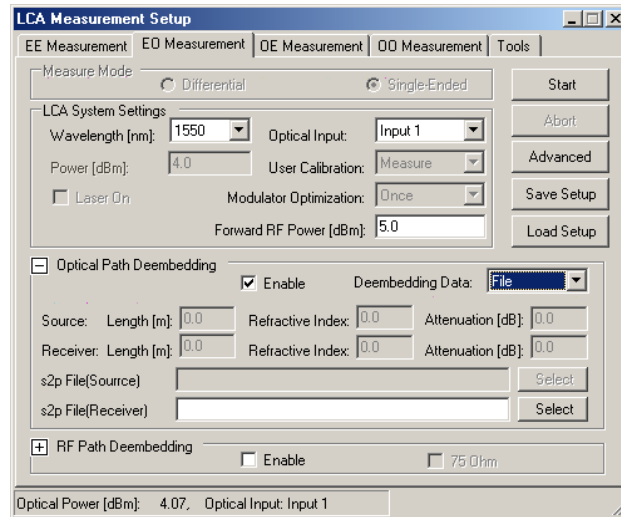 LCA Measurement Setup
EE Measurement EO Measurement OE Measurement OO Measurement Tools
Measure Mode
Differential Single-Ended Start
LCA System Settings
Wavelength [nm]: 1550 Optical Input: Input 1 Abort
Power [dBm]: 4.0 User Calibration: Measure Advanced
Laser On Modulator Optimization: Once Save Setup
Forward RF Power [dBm]: 5.0 Load Setup
Optical Path Deembedding
Enable Deembedding Data: File
Source: Length [m]: 0.0 Refractive Index: 0.0 Attenuation [dB]: 0.0
Receiver: Length [m]: 0.0 Refractive Index: 0.0 Attenuation [dB]: 0.0
s2p File(Sourrce) Select
s2p File(Receiver) Select
RF Path Deembedding
Enable 75 Ohm
Optical Power [dBm]: 4.07, Optical Input: Input 1